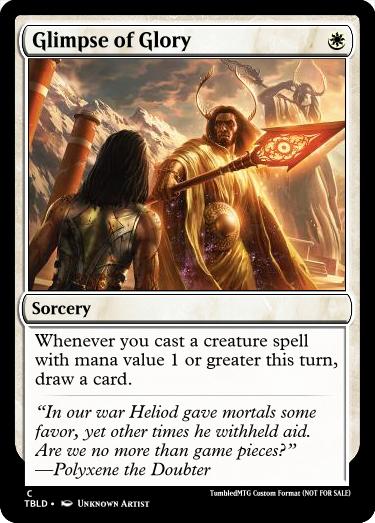 Glimpse of Glory
Sorcery
Whenever you cast a creature spell
with mana value 1 or greater this turn,
draw a card.
“In our war Heliod gave mortals some
favor, yet other times he withheld aid.
Are we no more than game pieces?”
—Polyxene the Doubter
C
TBLD • Unknown Artist
TumbledMTG Custom Format (NOT FOR SALE)